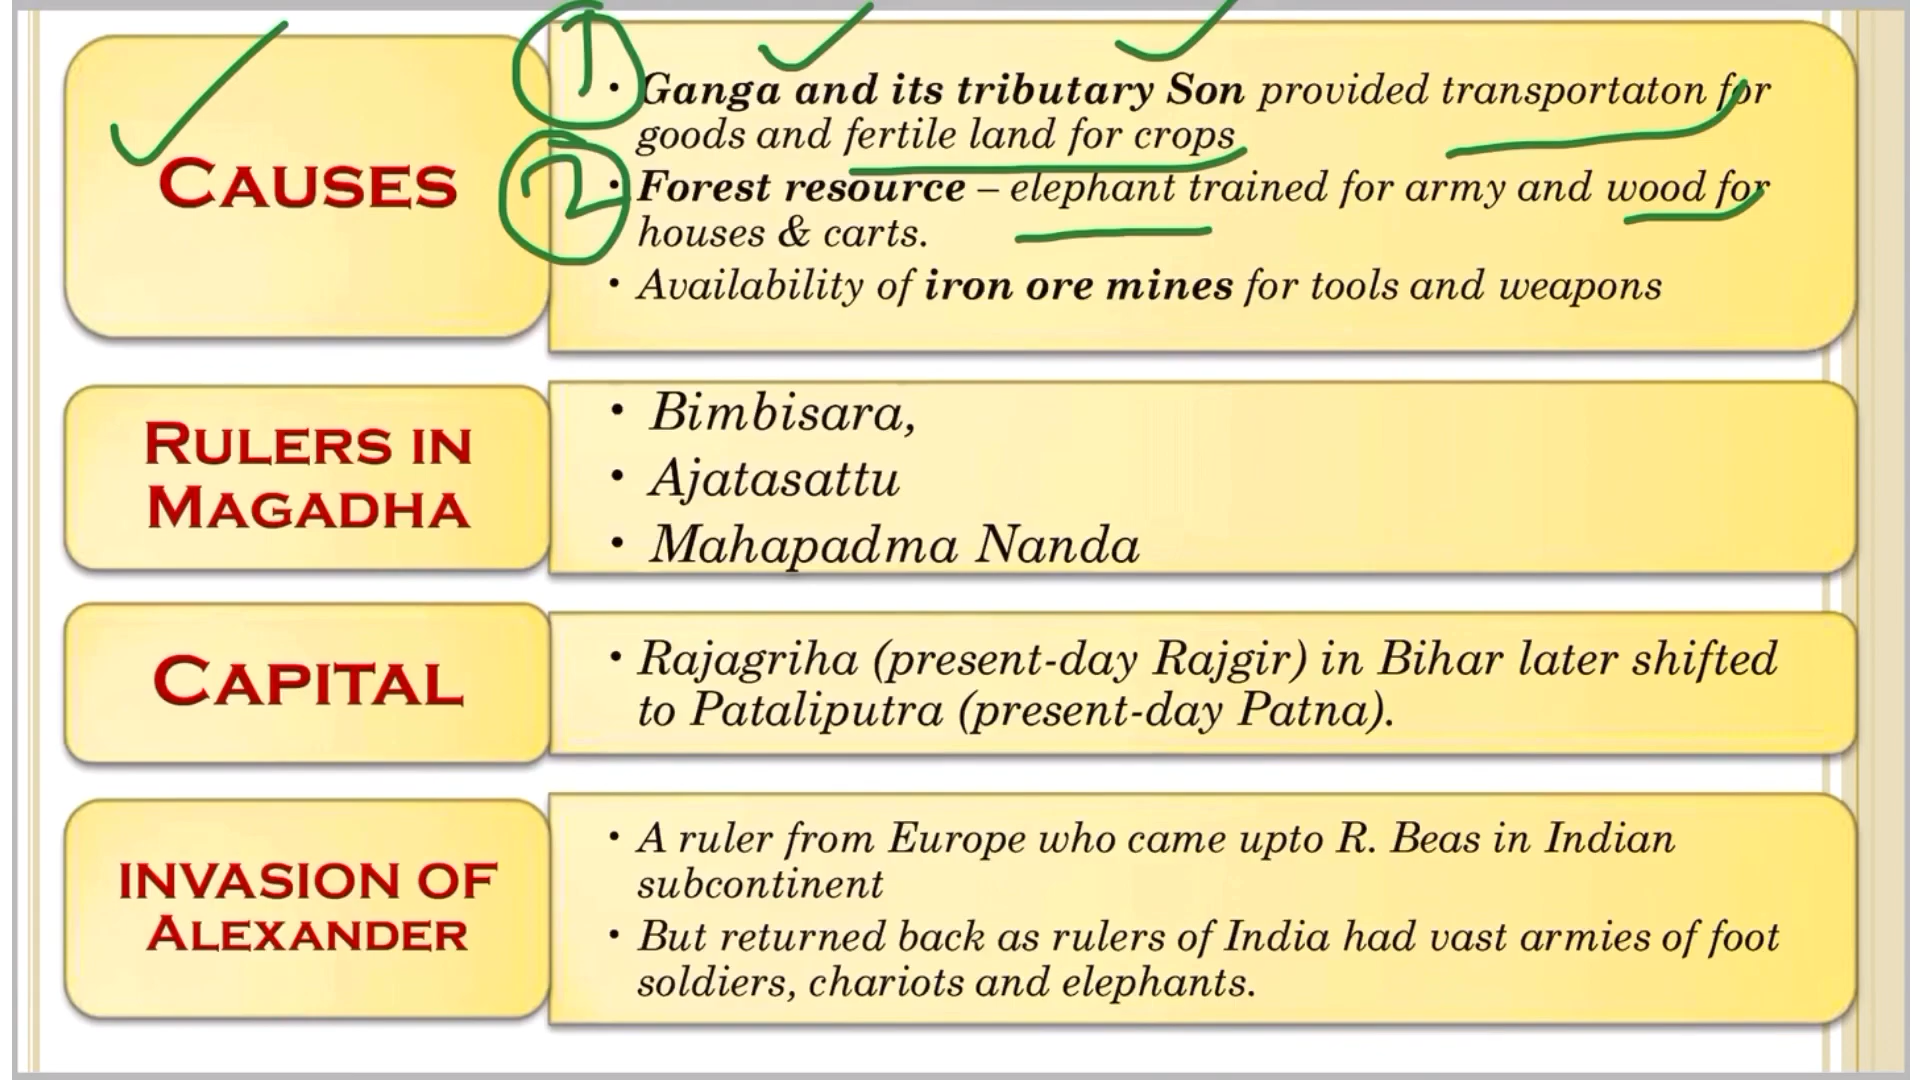 CAUSES
1
• Ganga and its tributary Son provided transportaton for
goods and fertile land for crops
2
• Forest resource – elephant trained for army and wood for
houses & carts.
• Availability of iron ore mines for tools and weapons
RULERS IN
MAGADHA
• Bimbisara,
• Ajatasattu
• Mahapadma Nanda
CAPITAL
• Rajagriha (present-day Rajgir) in Bihar later shifted
to Pataliputra (present-day Patna).
INVASION OF
ALEXANDER
• A ruler from Europe who came upto R. Beas in Indian
subcontinent
• But returned back as rulers of India had vast armies of foot
soldiers, chariots and elephants.